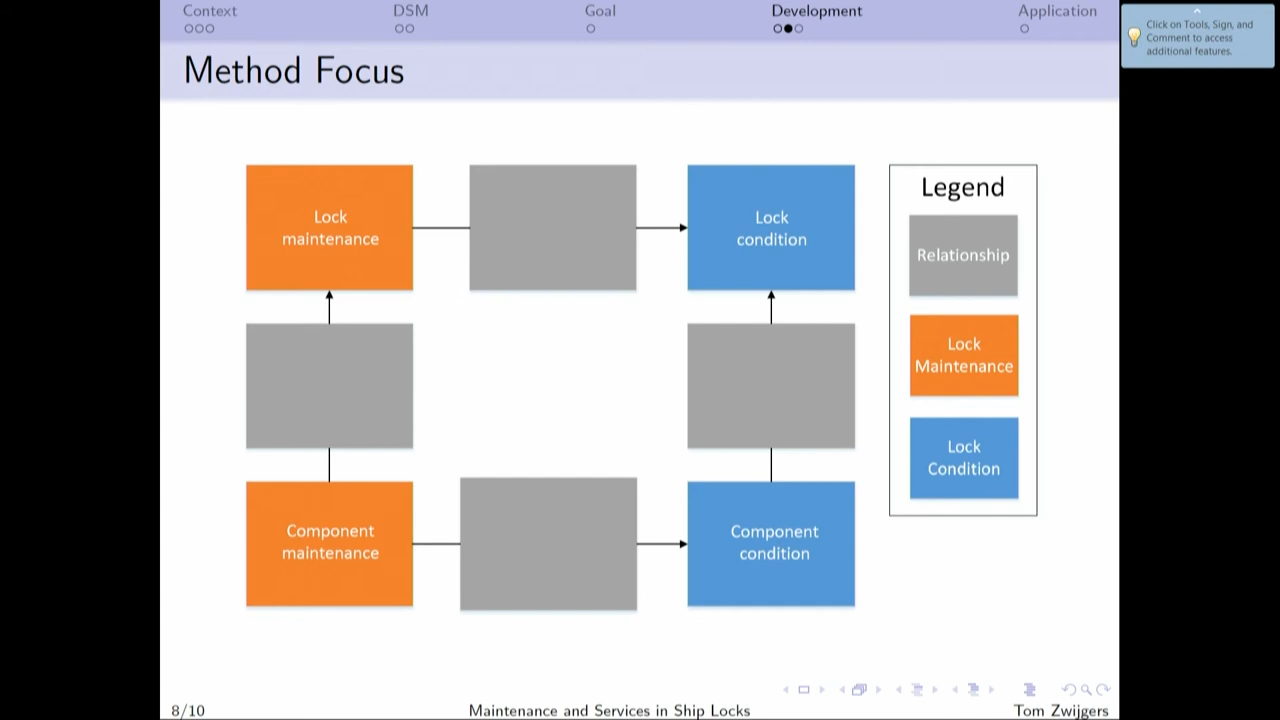 Context
DSM
Goal
Development
Application
Click on Tools, Sign, and
Comment to access
additional features.
Method Focus
Lock
maintenance
Lock
condition
Component
maintenance
Component
condition
Legend
Relationship
Lock
Maintenance
Lock
Condition
8/10
Maintenance and Services in Ship Locks
Tom Zwijgers